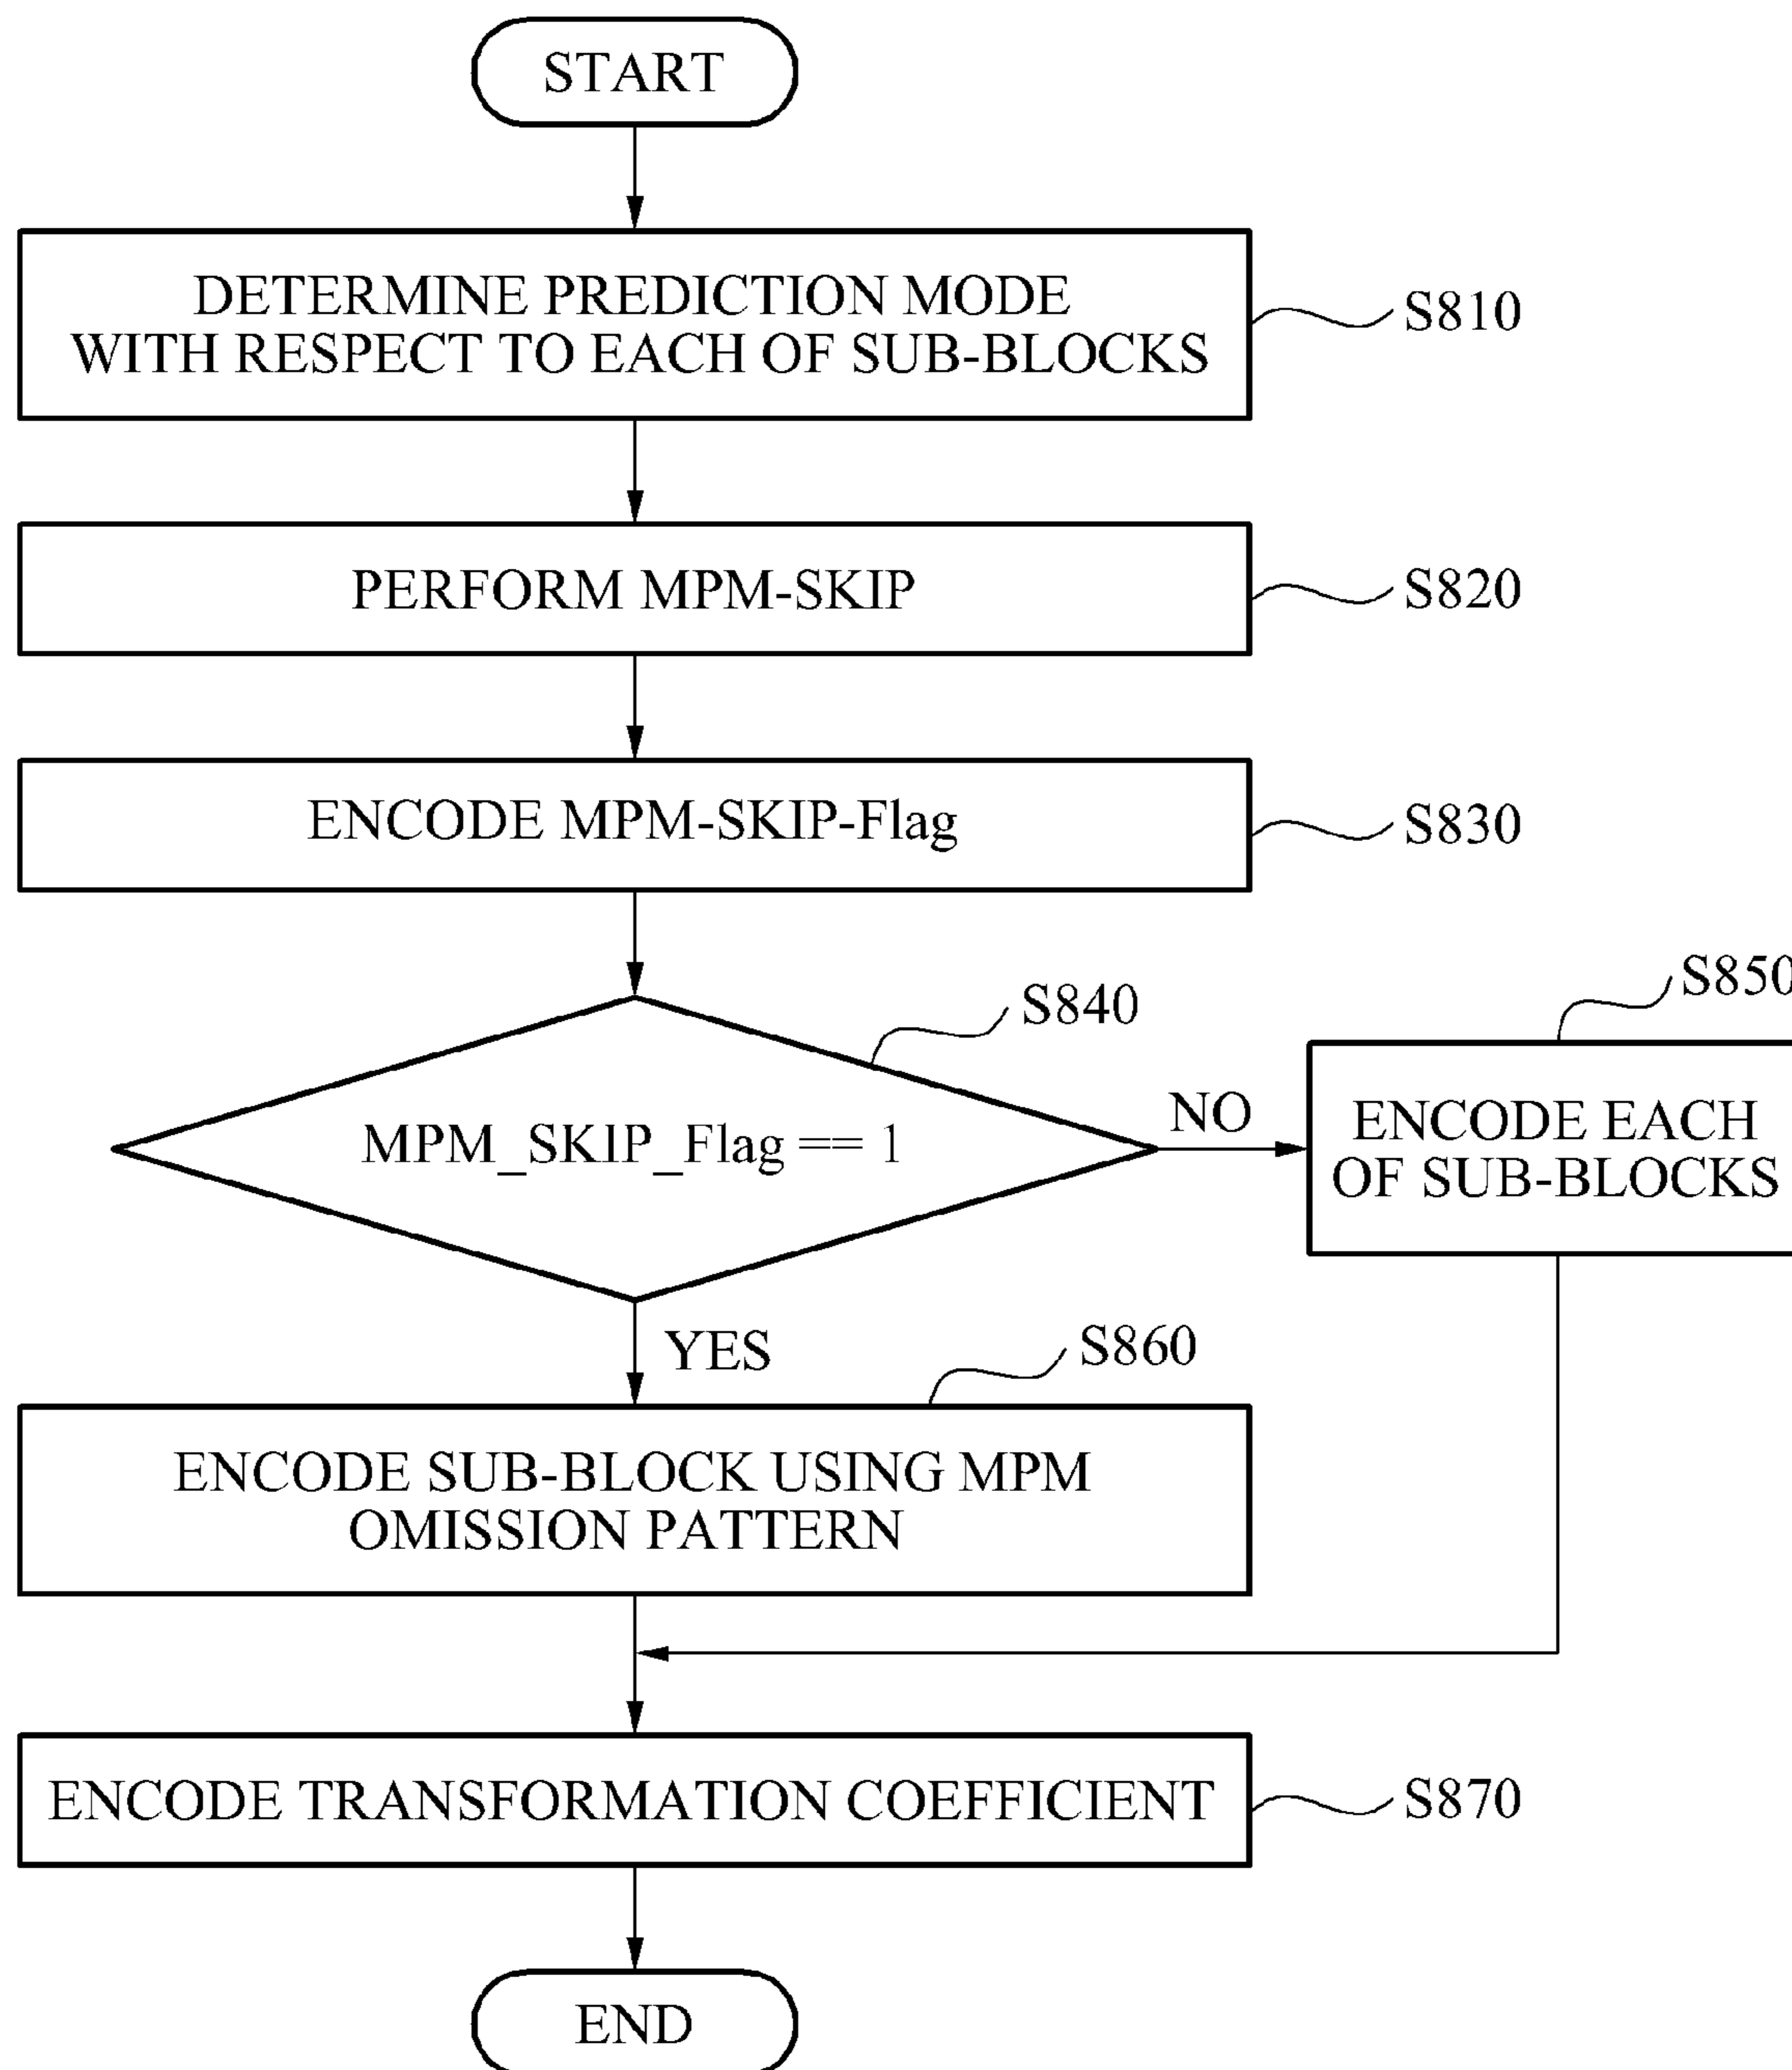 START
DETERMINE PREDICTION MODE
WITH RESPECT TO EACH OF SUB-BLOCKS
S810
PERFORM MPM-SKIP
S820
ENCODE MPM-SKIP-Flag
S830
S840
MPM_SKIP_Flag == 1
NO
S850
ENCODE EACH
OF SUB-BLOCKS
YES
S860
ENCODE SUB-BLOCK USING MPM
OMISSION PATTERN
ENCODE TRANSFORMATION COEFFICIENT
S870
END